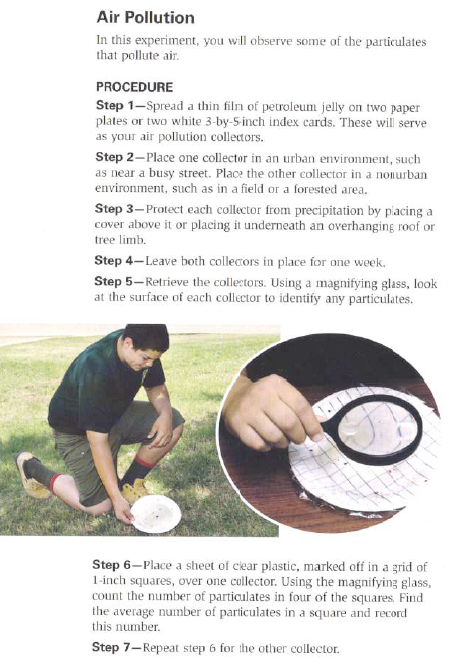 Air Pollution
In this experiment, you will observe some of the particulates
that pollute air.
PROCEDURE
Step 1—Spread a thin film of petroleum jelly on two paper
plates or two white 3-by-5-inch index cards. These will serve
as your air pollution collectors.
Step 2—Place one collector in an urban environment, such
as near a busy street. Place the other collector in a nonurban
environment, such as in a field or a forested area.
Step 3—Protect each collector from precipitation by placing a
cover above it or placing it underneath an overhanging roof or
tree limb.
Step 4—Leave both collectors in place for one week.
Step 5—Retrieve the collectors. Using a magnifying glass, look
at the surface of each collector to identify any particulates.
Step 6—Place a sheet of clear plastic, marked off in a grid of
1-inch squares, over one collector. Using the magnifying glass,
count the number of particulates in four of the squares. Find
the average number of particulates in a square and record
this number.
Step 7—Repeat step 6 for the other collector.